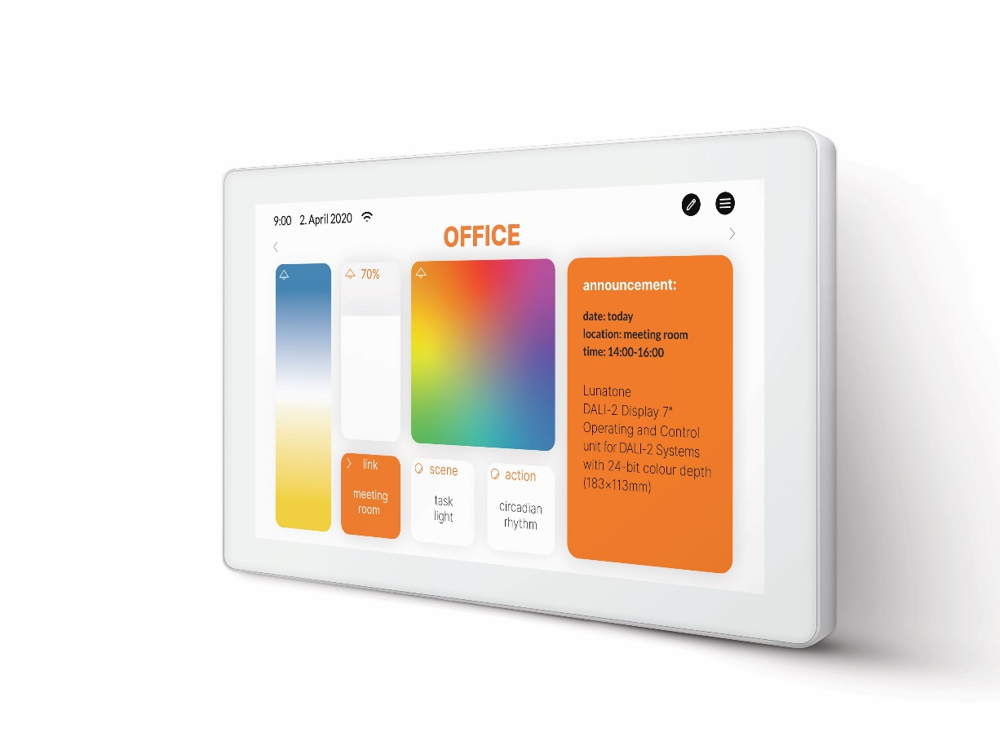 9:00 2. April 2020
OFFICE
70%
link
meeting
room
scene
task
light
action
circadian
rhythm
announcement:
date: today
location: meeting room
time: 14:00-16:00
Lunatone
DALI-2 Display 7"
Operating and Control
unit for DALI-2 Systems
with 24-bit colour depth
(183×113mm)